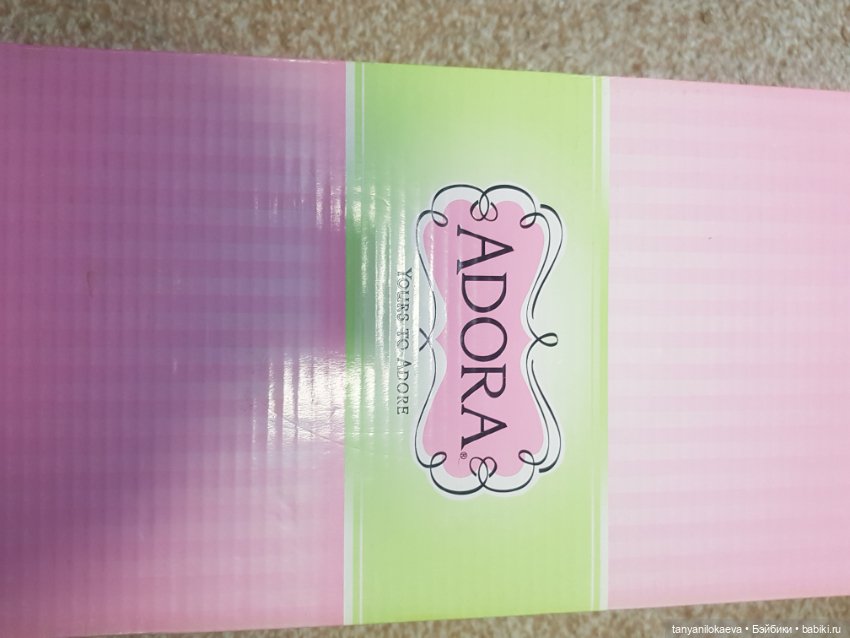 ADORA®
YOURS TO ADORE
tanyanilokaeva • Бэйбики • babiki.ru